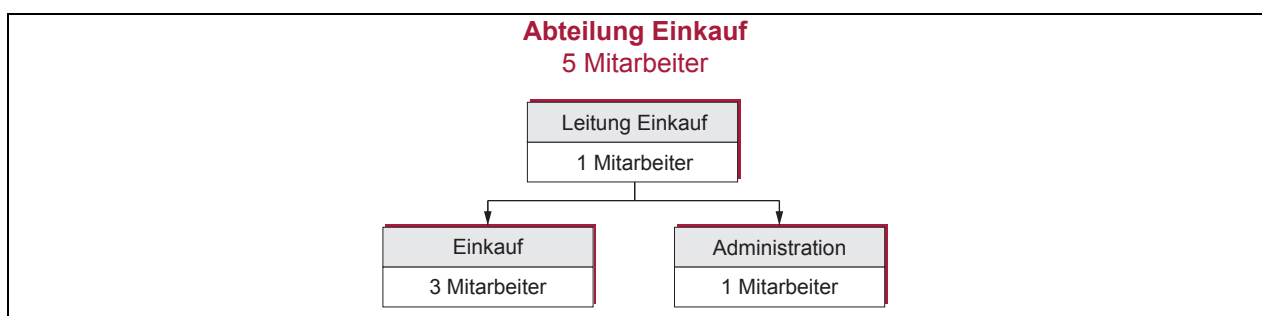 Abteilung Einkauf
5 Mitarbeiter
Leitung Einkauf
1 Mitarbeiter
Einkauf
3 Mitarbeiter
Administration
1 Mitarbeiter